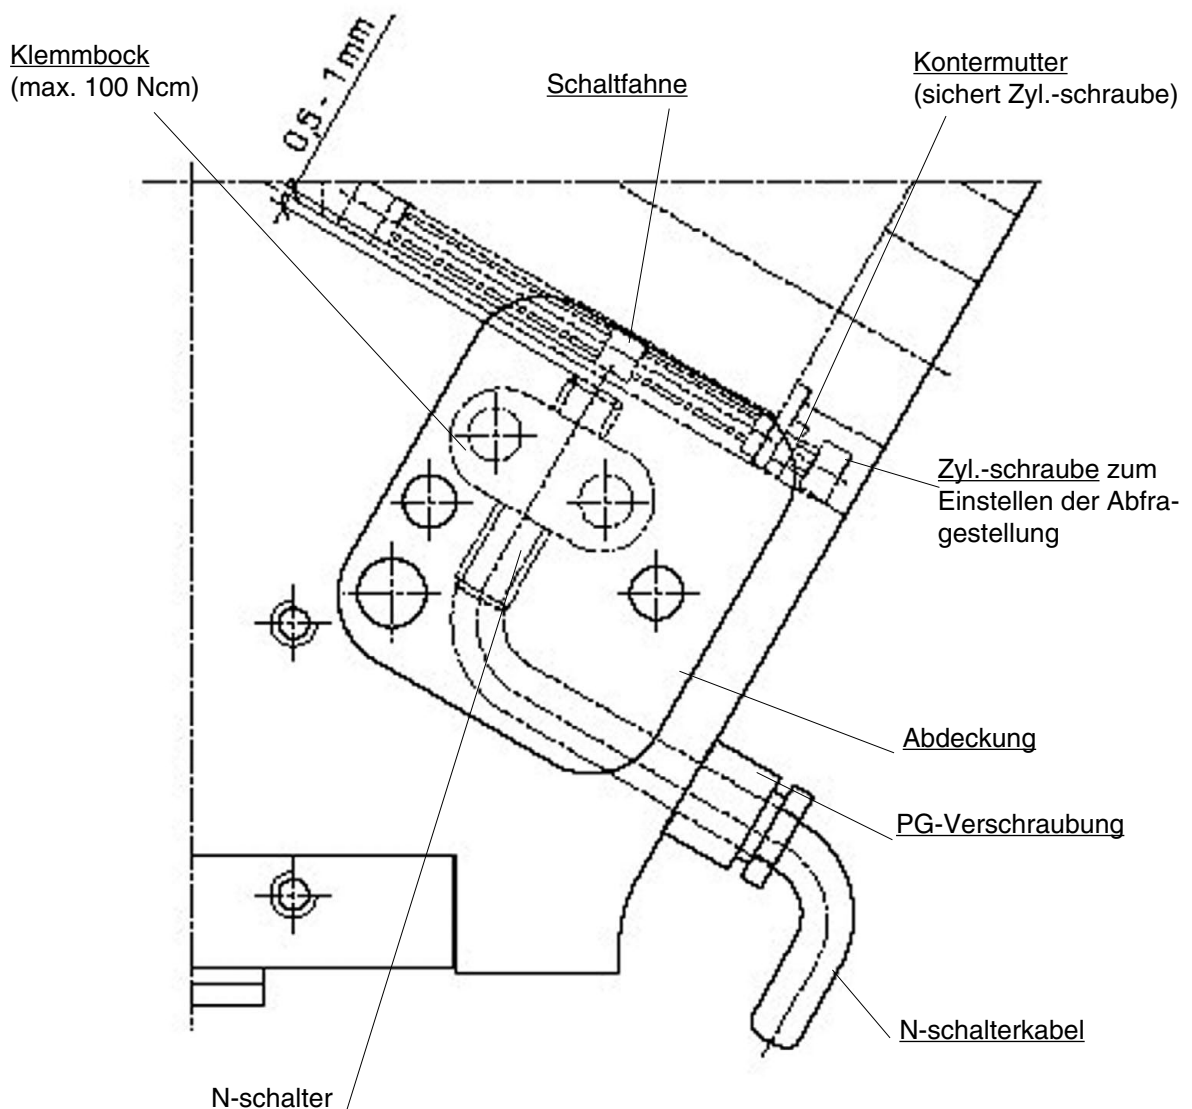 Klemmbock
(max. 100 Ncm)
0,6 - 1mm
Schaltfahne
Kontermutter
(sichert Zyl.-schraube)
Zyl.-schraube zum
Einstellen der Abfra-
gestellung
Abdeckung
PG-Verschraubung
N-schalterkabel
N-schalter